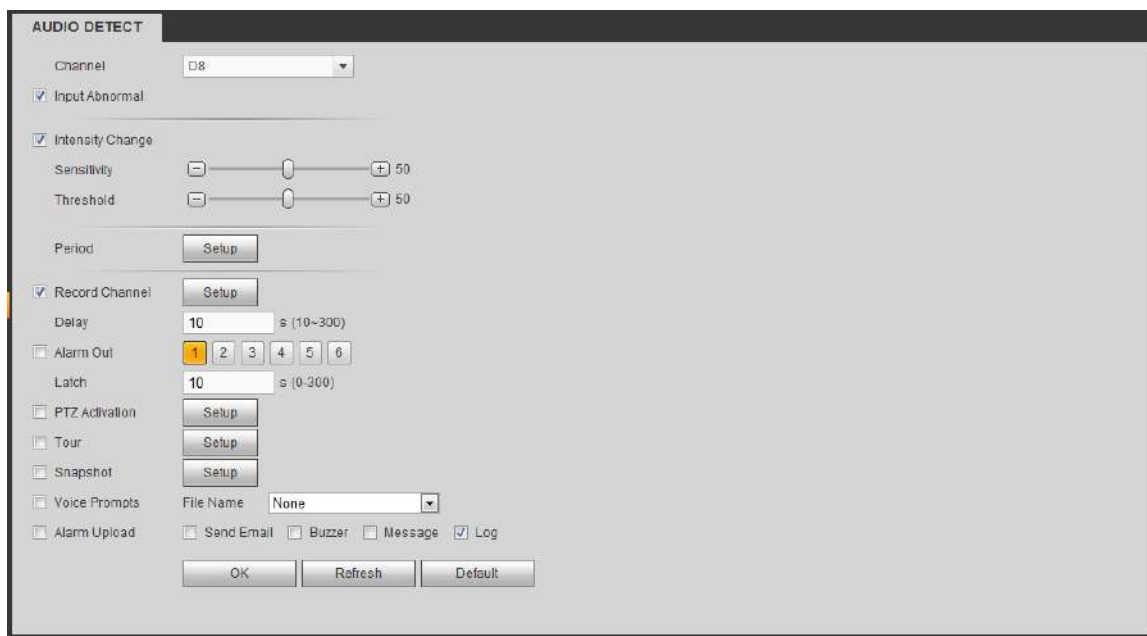 AUDIO DETECT
Channel D8
Input Abnormal
Intensity Change
Sensitivity 50
Threshold 50
Period Setup
Record Channel Setup
Delay 10 s (10~300)
Alarm Out 1 2 3 4 5 6
Latch 10 s (0-300)
PTZ Activation Setup
Tour Setup
Snapshot Setup
Voice Prompts File Name None
Alarm Upload Send Email Buzzer Message Log
OK Refresh Default